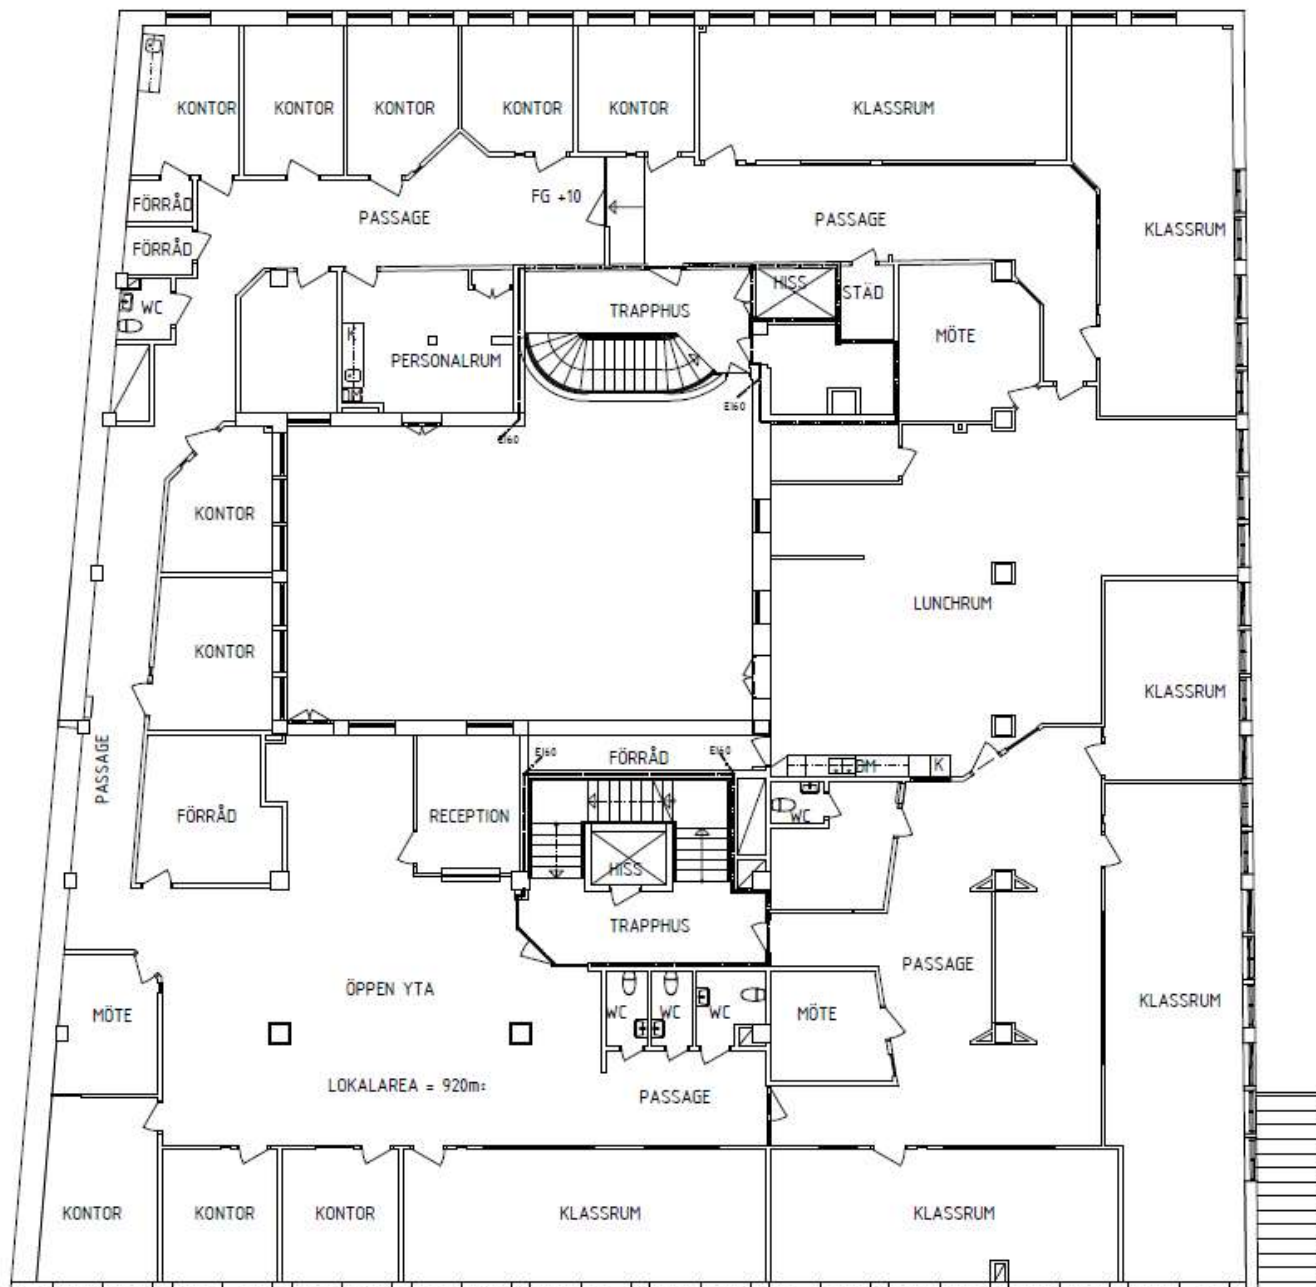 KONTOR
KONTOR
KONTOR
KONTOR
KONTOR
KLASSRUM
FÖRRÅD
FG +10
PASSAGE
PASSAGE
KLASSRUM
FÖRRÅD
WC
HISS
STÄD
TRAPPHUS
K
MÖTE
PERSONALRUM
DM
EI60
EI60
KONTOR
LUNCHRUM
KONTOR
KLASSRUM
PASSAGE
EI60
FÖRRÅD
EI60
DM
K
FÖRRÅD
RECEPTION
WC
HISS
TRAPPHUS
PASSAGE
ÖPPEN YTA
KLASSRUM
MÖTE
WC
WC
WC
MÖTE
LOKALAREA = 920m²
PASSAGE
KONTOR
KONTOR
KONTOR
KLASSRUM
KLASSRUM